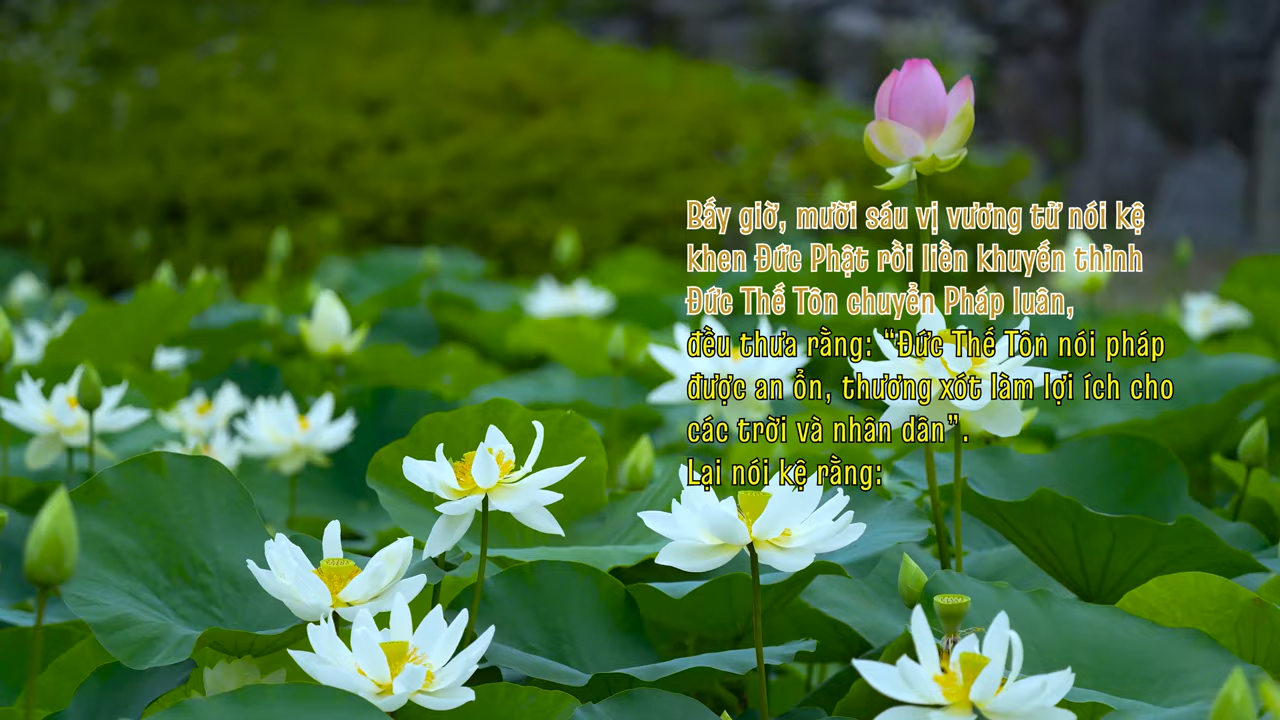 Bấy giờ, mười sáu vị vương tử nói kệ
khen Đức Phật rồi liền khuyến thỉnh
Đức Thế Tôn chuyển Pháp luân,
đều thưa rằng: “Đức Thế Tôn nói pháp
được an ổn, thương xót làm lợi ích cho
các trời và nhân dân”.
Lại nói kệ rằng: